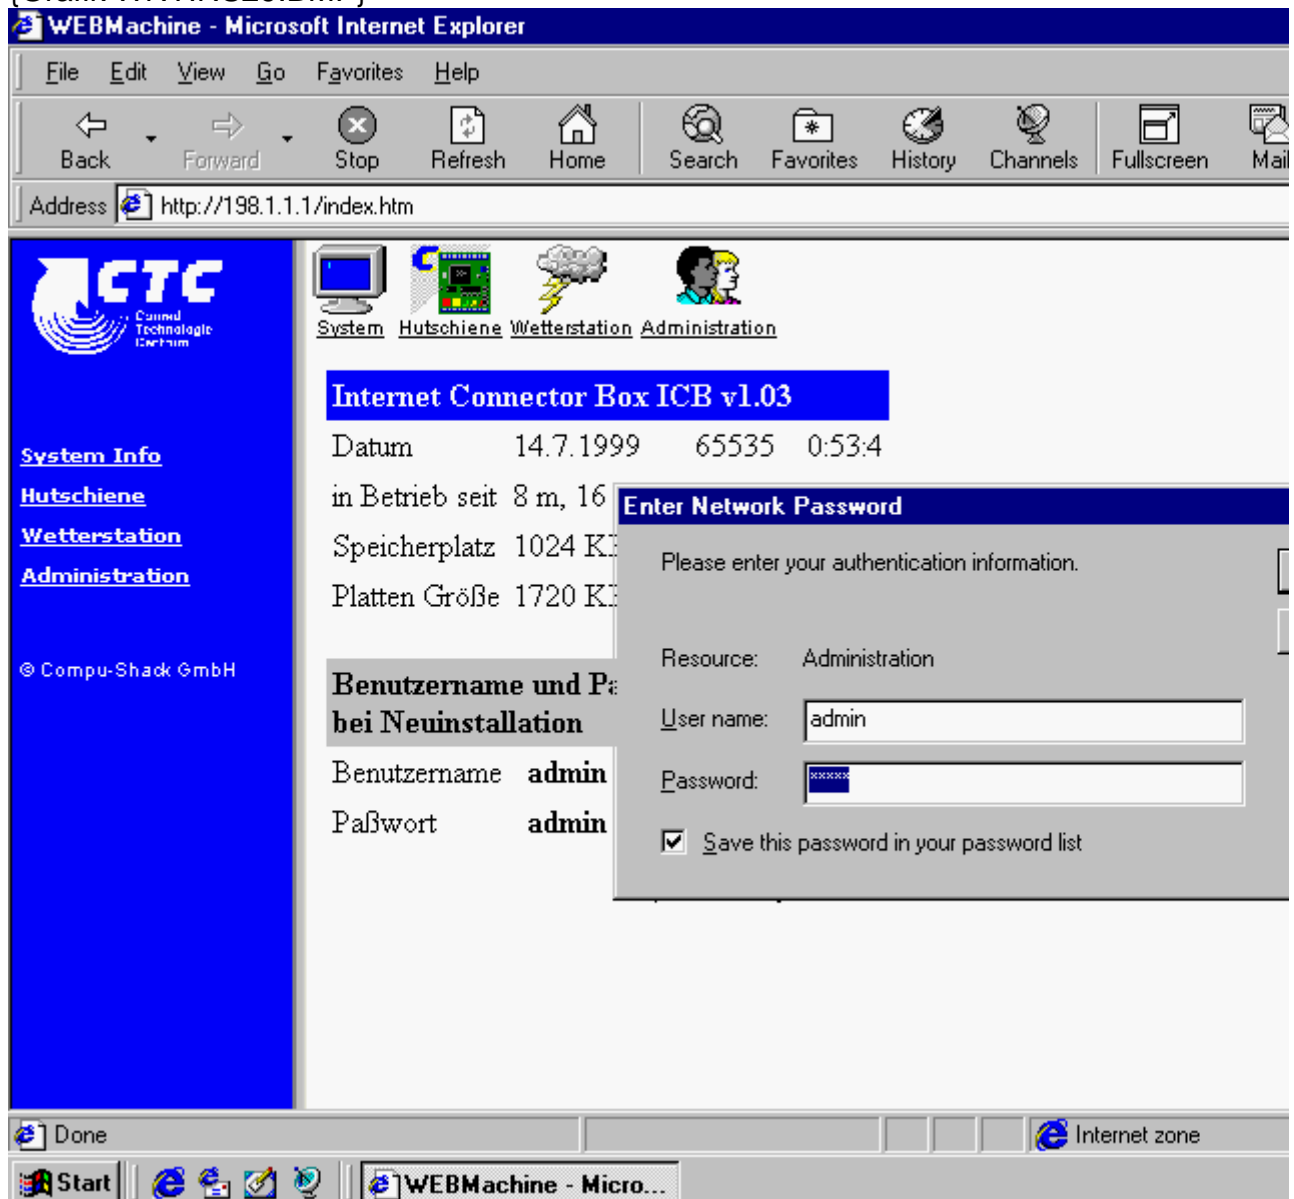 WEBMachine - Microsoft Internet Explorer
File Edit View Go Favorites Help
Back Forward Stop Refresh Home Search Favorites History Channels Fullscreen Mail
Address http://198.1.1.1/index.htm
CTC
Technologie
System Hutschiene Wetterstation Administration
Internet Connector Box ICB v1.03
Datum 14.7.1999 65535 0:53:4
in Betrieb seit 8 m, 16
Speicherplatz 1024 K
Platten Größe 1720 K
System Info
Hutschiene
Wetterstation
Administration
© Compu-Shack GmbH
Benutzername und Pa
bei Neuinstallation
Benutzername admin
Paßwort admin
Enter Network Password
Please enter your authentication information.
Resource: Administration
User name: admin
Password: *****
Save this password in your password list
Done Internet zone
Start WEBMachine - Micro...